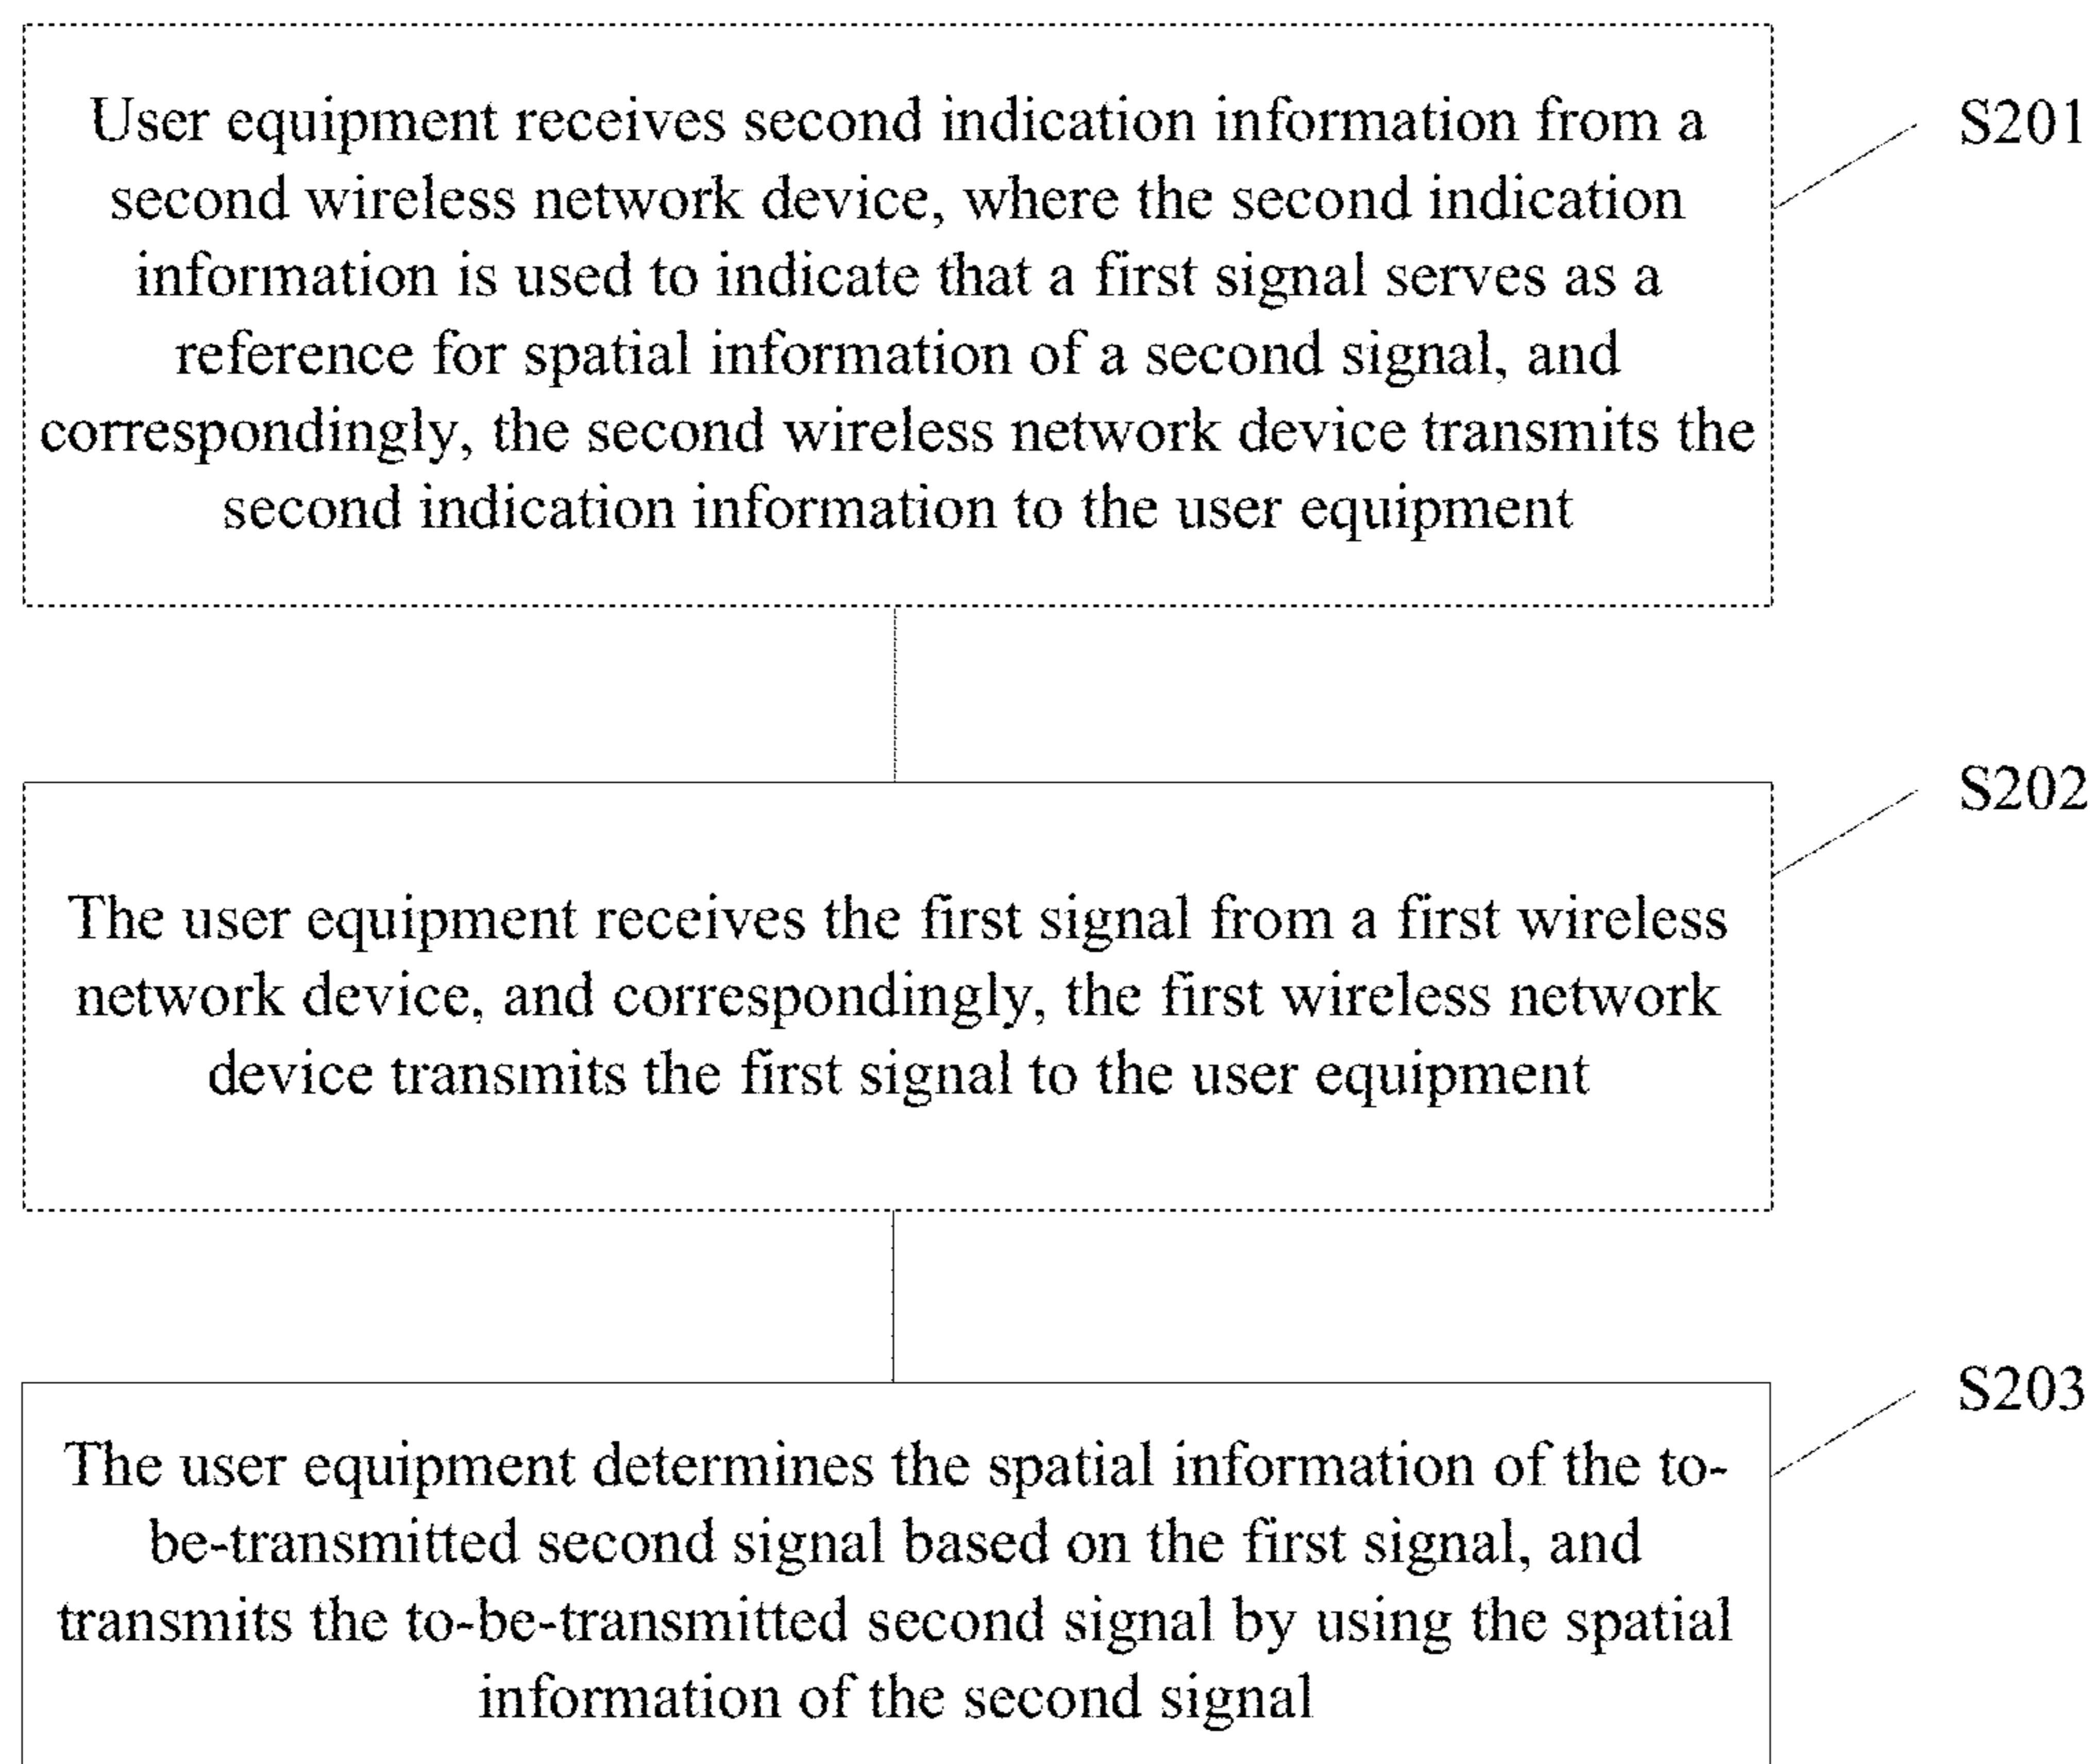 User equipment receives second indication information from a
second wireless network device, where the second indication
information is used to indicate that a first signal serves as a
reference for spatial information of a second signal, and
correspondingly, the second wireless network device transmits the
second indication information to the user equipment
S201
The user equipment receives the first signal from a first wireless
network device, and correspondingly, the first wireless network
device transmits the first signal to the user equipment
S202
The user equipment determines the spatial information of the to-
be-transmitted second signal based on the first signal, and
transmits the to-be-transmitted second signal by using the spatial
information of the second signal
S203